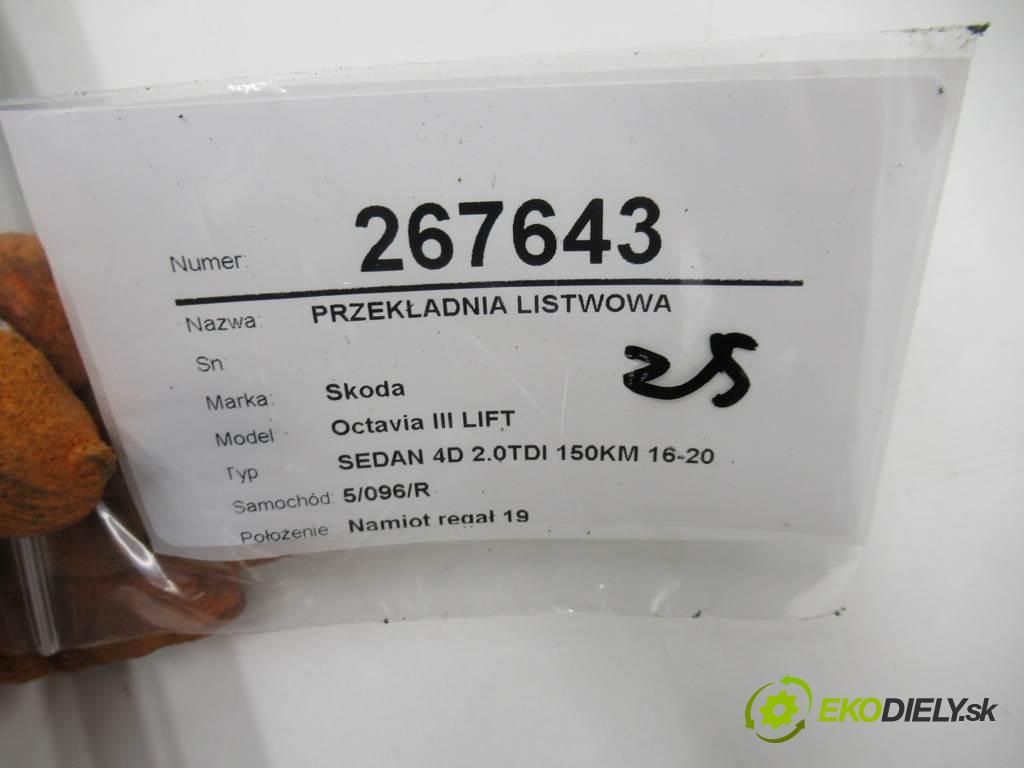 Numer: 267643
Nazwa: PRZEKŁADNIA LISTWOWA
Sn:
Marka: Skoda
Model: Octavia III LIFT
Typ SEDAN 4D 2.0TDI 150KM 16-20
Samochód: 5/096/R
Położenie: Namiot regał 19
EKODIELY.sk